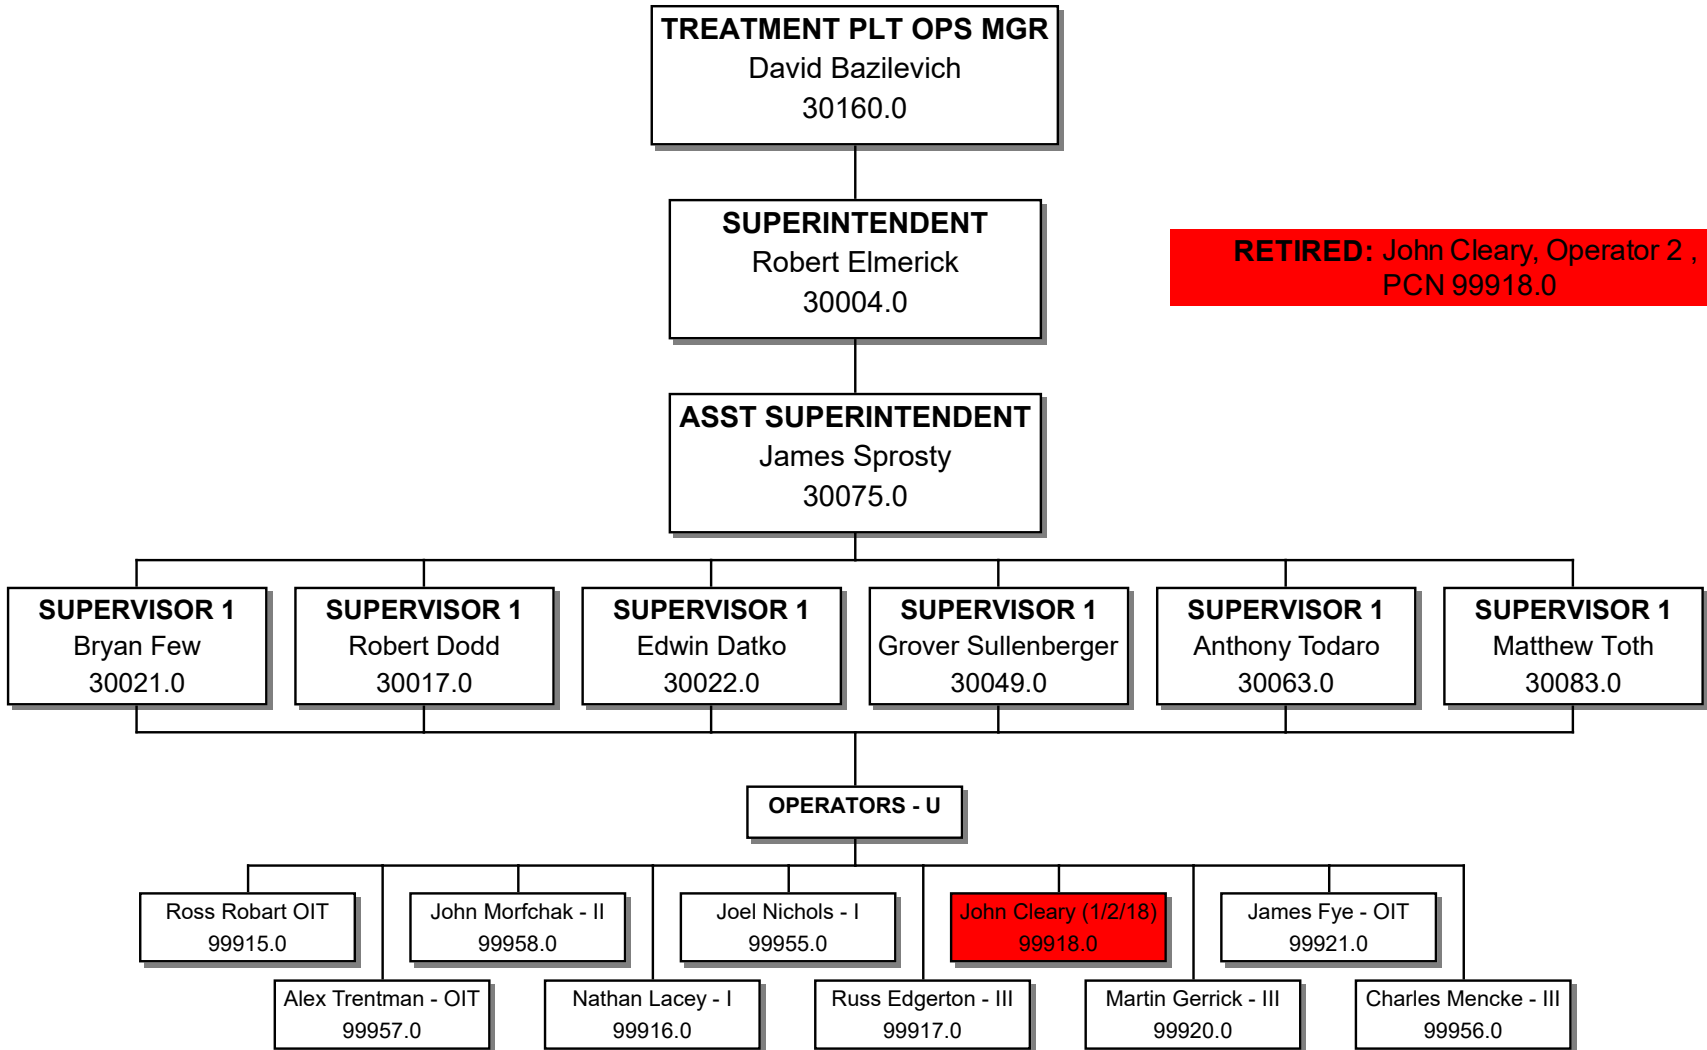 TREATMENT PLT OPS MGR
David Bazilevich
30160.0
SUPERINTENDENT
Robert Elmerick
30004.0
RETIRED: John Cleary, Operator 2 ,
PCN 99918.0
ASST SUPERINTENDENT
James Sprosty
30075.0
SUPERVISOR 1
Bryan Few
30021.0
SUPERVISOR 1
Robert Dodd
30017.0
SUPERVISOR 1
Edwin Datko
30022.0
SUPERVISOR 1
Grover Sullenberger
30049.0
SUPERVISOR 1
Anthony Todaro
30063.0
SUPERVISOR 1
Matthew Toth
30083.0
OPERATORS - U
Ross Robart OIT
99915.0
John Morfchak - II
99958.0
Joel Nichols - I
99955.0
John Cleary (1/2/18)
99918.0
James Fye - OIT
99921.0
Alex Trentman - OIT
99957.0
Nathan Lacey - I
99916.0
Russ Edgerton - III
99917.0
Martin Gerrick - III
99920.0
Charles Mencke - III
99956.0